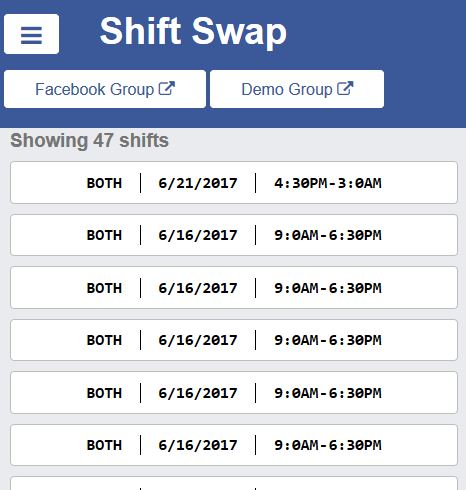 Shift Swap
Facebook Group
Demo Group
Showing 47 shifts
BOTH | 6/21/2017 | 4:30PM-3:0AM
BOTH | 6/16/2017 | 9:0AM-6:30PM
BOTH | 6/16/2017 | 9:0AM-6:30PM
BOTH | 6/16/2017 | 9:0AM-6:30PM
BOTH | 6/16/2017 | 9:0AM-6:30PM
BOTH | 6/16/2017 | 9:0AM-6:30PM